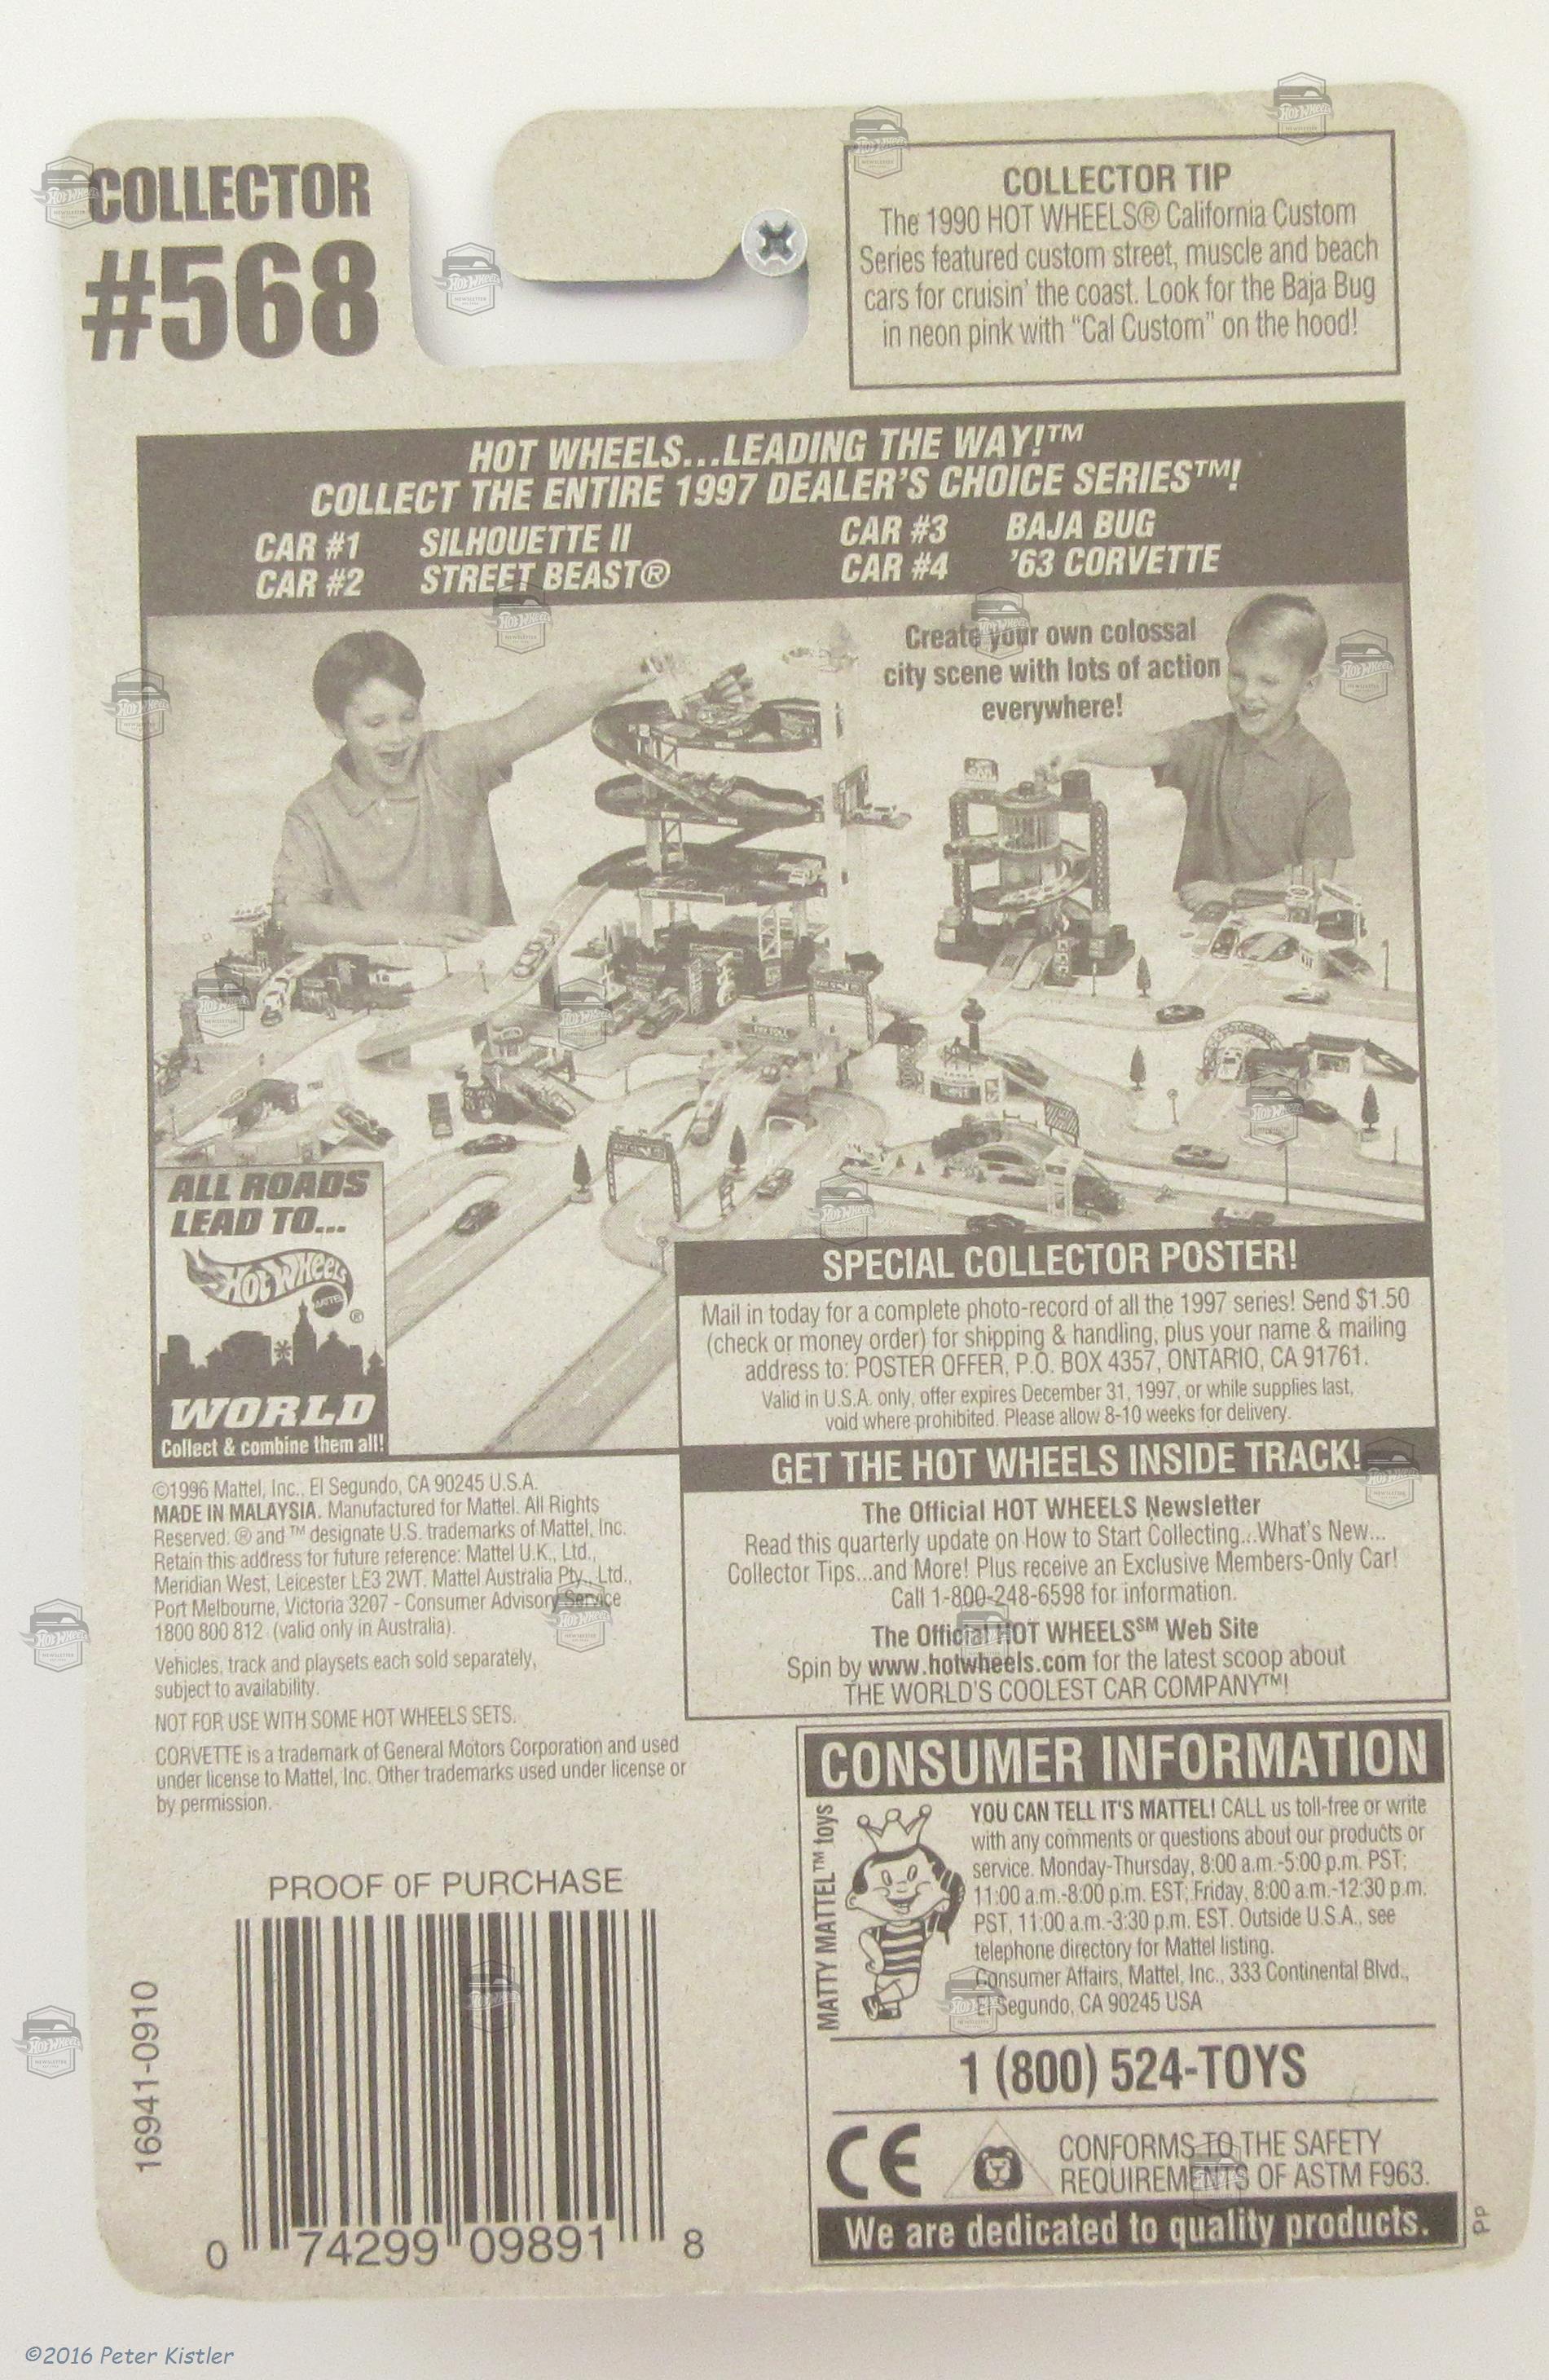 COLLECTOR
#568
COLLECTOR TIP
The 1990 HOT WHEELS® California Custom
Series featured custom street, muscle and beach
cars for cruisin' the coast. Look for the Baja Bug
in neon pink with "Cal Custom" on the hood!
HOT WHEELS...LEADING THE WAY!™
COLLECT THE ENTIRE 1997 DEALER'S CHOICE SERIES™!
CAR #1 SILHOUETTE II
CAR #2 STREET BEAST®
CAR #3 BAJA BUG
CAR #4 '63 CORVETTE
Create your own colossal
city scene with lots of action
everywhere!
ALL ROADS
LEAD TO...
HOT WHEELS
MATTEL
®
WORLD
Collect & combine them all!
SPECIAL COLLECTOR POSTER!
Mail in today for a complete photo-record of all the 1997 series! Send $1.50
(check or money order) for shipping & handling, plus your name & mailing
address to: POSTER OFFER, P.O. BOX 4357, ONTARIO, CA 91761.
Valid in U.S.A. only, offer expires December 31, 1997, or while supplies last,
void where prohibited. Please allow 8-10 weeks for delivery.
GET THE HOT WHEELS INSIDE TRACK!
The Official HOT WHEELS Newsletter
Read this quarterly update on How to Start Collecting...What's New...
Collector Tips...and More! Plus receive an Exclusive Members-Only Car!
Call 1-800-248-6598 for information.
The Official HOT WHEELS℠ Web Site
Spin by www.hotwheels.com for the latest scoop about
THE WORLD'S COOLEST CAR COMPANY™!
©1996 Mattel, Inc., El Segundo, CA 90245 U.S.A.
MADE IN MALAYSIA. Manufactured for Mattel. All Rights
Reserved. ® and ™ designate U.S. trademarks of Mattel, Inc.
Retain this address for future reference: Mattel U.K., Ltd.,
Meridian West, Leicester LE3 2WT. Mattel Australia Pty., Ltd.,
Port Melbourne, Victoria 3207 - Consumer Advisory Service
1800 800 812 (valid only in Australia).
Vehicles, track and playsets each sold separately,
subject to availability.
NOT FOR USE WITH SOME HOT WHEELS SETS.
CORVETTE is a trademark of General Motors Corporation and used
under license to Mattel, Inc. Other trademarks used under license or
by permission.
PROOF OF PURCHASE
16941-0910
0 74299 09891 8
CONSUMER INFORMATION
MATTY MATTEL™ toys
YOU CAN TELL IT'S MATTEL! CALL us toll-free or write
with any comments or questions about our products or
service. Monday-Thursday, 8:00 a.m.-5:00 p.m. PST;
11:00 a.m.-8:00 p.m. EST; Friday, 8:00 a.m.-12:30 p.m.
PST, 11:00 a.m.-3:30 p.m. EST. Outside U.S.A., see
telephone directory for Mattel listing.
Consumer Affairs, Mattel, Inc., 333 Continental Blvd.,
El Segundo, CA 90245 USA
1 (800) 524-TOYS
CE
CONFORMS TO THE SAFETY
REQUIREMENTS OF ASTM F963.
We are dedicated to quality products.
PP
©2016 Peter Kistler